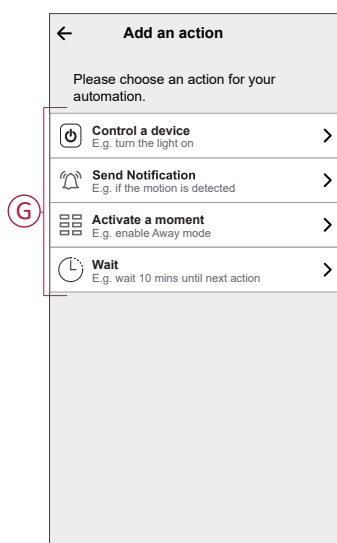 Add an action
Please choose an action for your
automation.
Control a device
E.g. turn the light on
Send Notification
E.g. if the motion is detected
G
Activate a moment
E.g. enable Away mode
Wait
E.g. wait 10 mins until next action